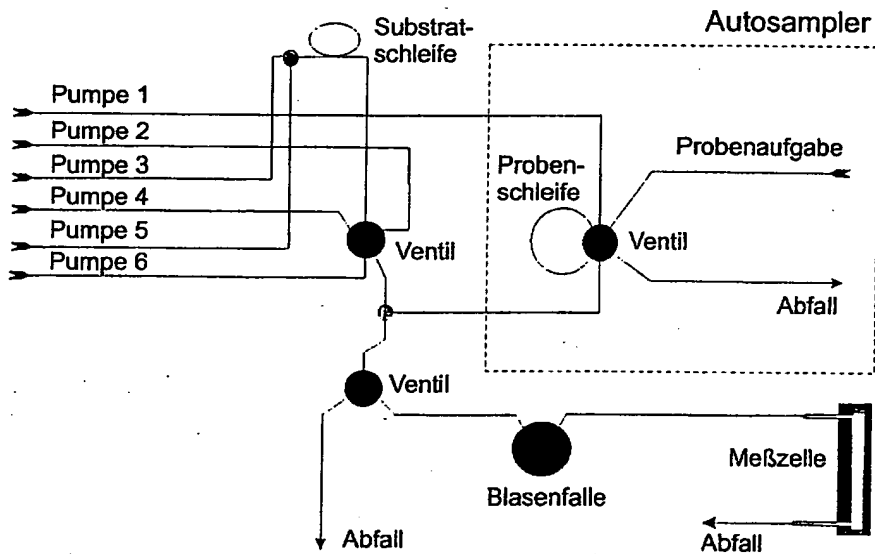 Substrat-
schleife
Autosampler
Pumpe 1
Pumpe 2
Pumpe 3
Pumpe 4
Pumpe 5
Pumpe 6
Proben-
schleife
Probenaufgabe
Ventil
Ventil
Abfall
Ventil
Meßzelle
Blasenfalle
Abfall
Abfall